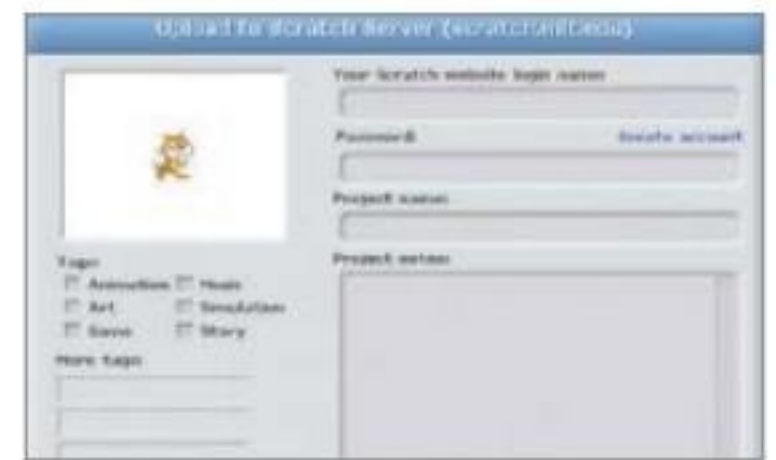 Upload to Scratch Server (scratch.mit.edu)
Your Scratch website login name:
Password: Create account
Project name:
Project notes:
Tags:
Animation Music
Art Simulation
Game Story
More tags: